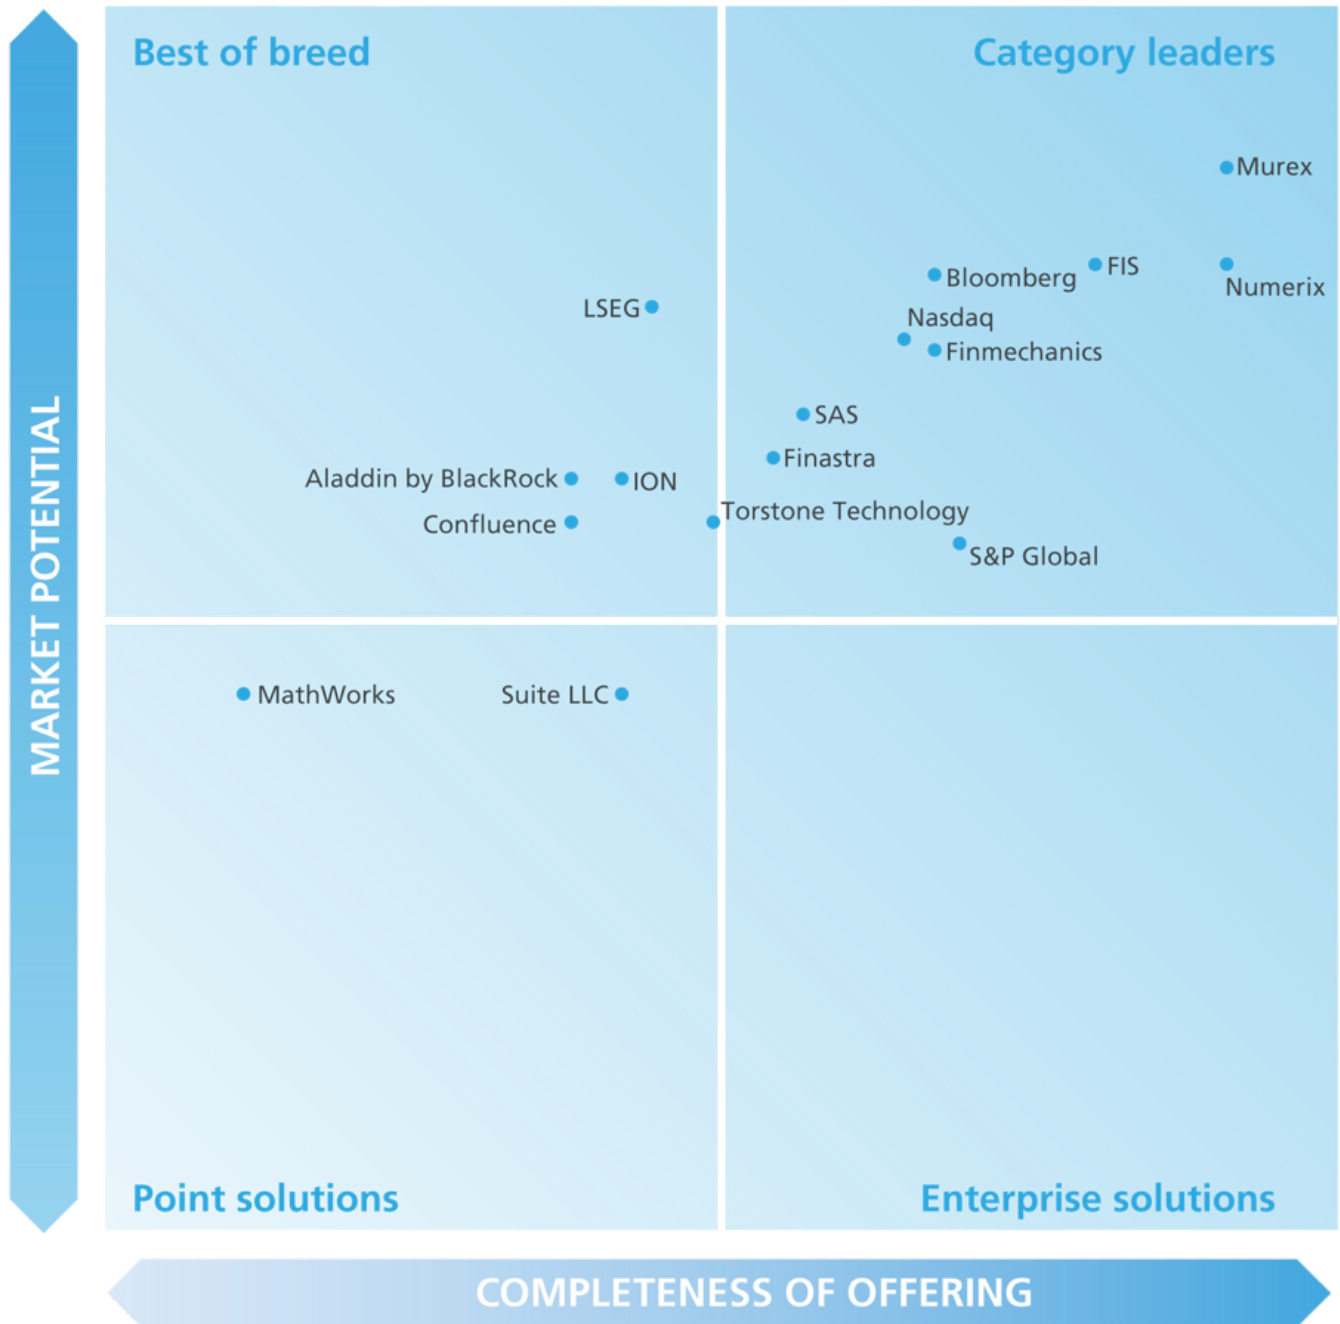 Best of breed
Category leaders
Murex
Bloomberg
FIS
Numerix
LSEG
Nasdaq
Finmechanics
SAS
Finastra
Aladdin by BlackRock
ION
Confluence
Torstone Technology
S&P Global
MARKET POTENTIAL
MathWorks
Suite LLC
Point solutions
Enterprise solutions
COMPLETENESS OF OFFERING